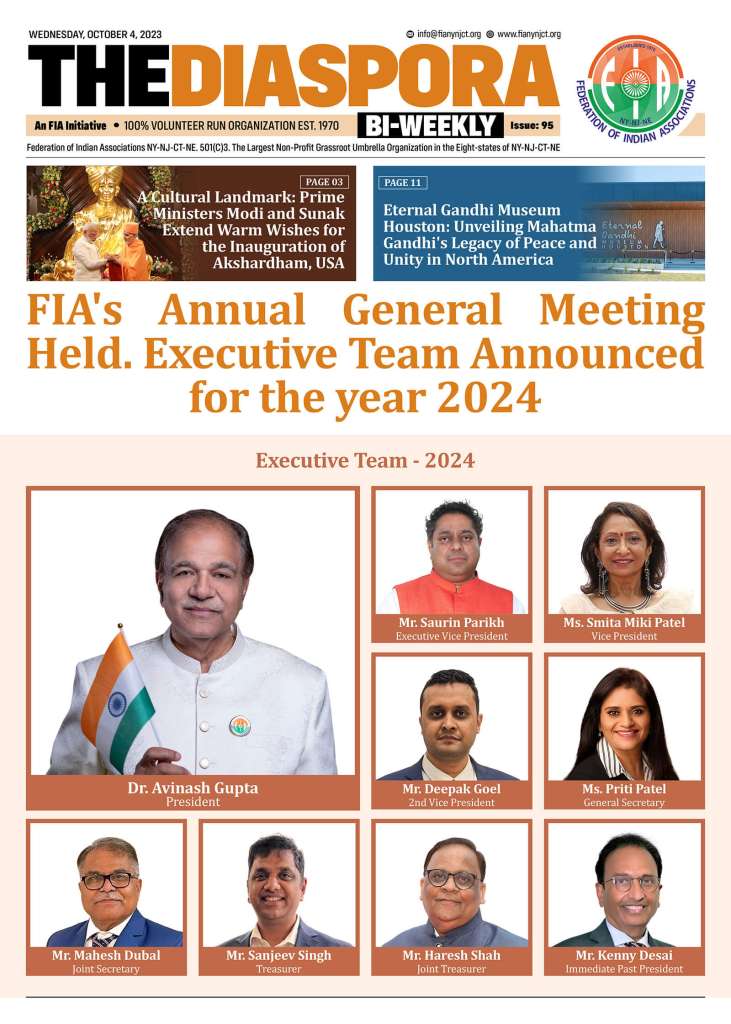 WEDNESDAY, OCTOBER 4, 2023
info@fianynjct.org www.fianynjct.org
THEDIASPORA
An FIA Initiative • 100% VOLUNTEER RUN ORGANIZATION EST. 1970
BI-WEEKLY
Issue: 95
Federation of Indian Associations NY-NJ-CT-NE. 501(C)3. The Largest Non-Profit Grassroot Umbrella Organization in the Eight-states of NY-NJ-CT-NE
ESTABLISHED 1970
FIA
NY-NJ-NE
FEDERATION OF INDIAN ASSOCIATIONS
PAGE 03
A Cultural Landmark: Prime
Ministers Modi and Sunak
Extend Warm Wishes for
the Inauguration of
Akshardham, USA
PAGE 11
Eternal Gandhi Museum
Houston: Unveiling Mahatma
Gandhi's Legacy of Peace and
Unity in North America
Eternal
Gandhi
MUSEUM
HOUSTON
FIA's Annual General Meeting
Held. Executive Team Announced
for the year 2024
Executive Team - 2024
Dr. Avinash Gupta
President
Mr. Saurin Parikh
Executive Vice President
Ms. Smita Miki Patel
Vice President
Mr. Deepak Goel
2nd Vice President
Ms. Priti Patel
General Secretary
Mr. Mahesh Dubal
Joint Secretary
Mr. Sanjeev Singh
Treasurer
Mr. Haresh Shah
Joint Treasurer
Mr. Kenny Desai
Immediate Past President